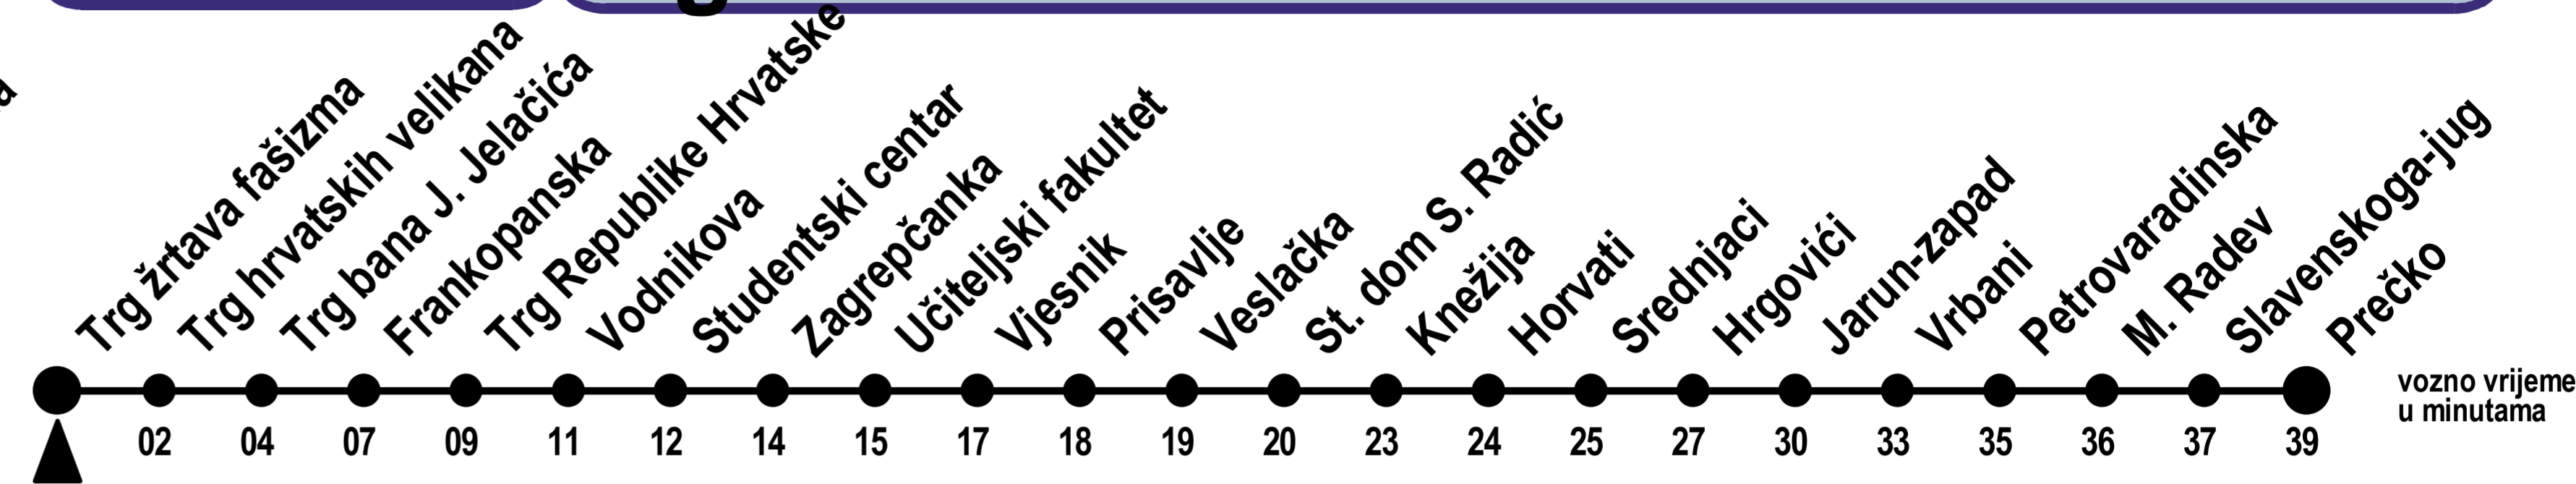 Trg žrtava fašizma
Trg hrvatskih velikana
Trg bana J. Jelačića
Frankopanska
Trg Republike Hrvatske
Vodnikova
Studentski centar
Zagrepčanka
Učiteljski fakultet
Vjesnik
Prisavlje
Veslačka
St. dom S. Radić
Knežija
Horvati
Srednjaci
Hrgovići
Jarun-zapad
Vrbani
Petrovaradinska
M. Radev
Slavenskoga-jug
Prečko
02 04 07 09 11 12 14 15 17 18 19 20 23 24 25 27 30 33 35 36 37 39
vozno vrijeme
u minutama